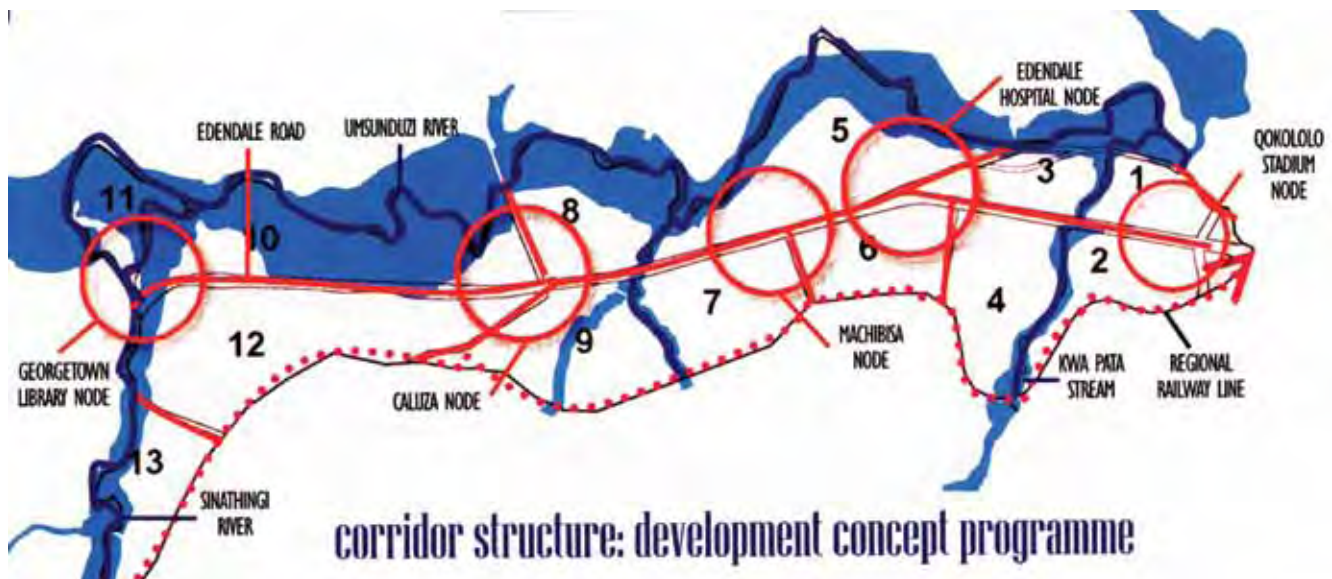 EDENDALE
HOSPITAL NODE
EDENDALE ROAD
UMSUNDUZI RIVER
QOKOLOLO
STADIUM
NODE
5
3
1
11
8
10
6
2
7
4
12
9
GEORGETOWN
LIBRARY NODE
MACHIBISA
NODE
CALUZA NODE
KWA PATA
STREAM
REGIONAL
RAILWAY LINE
13
SINATHINGI
RIVER
corridor structure: development concept programme